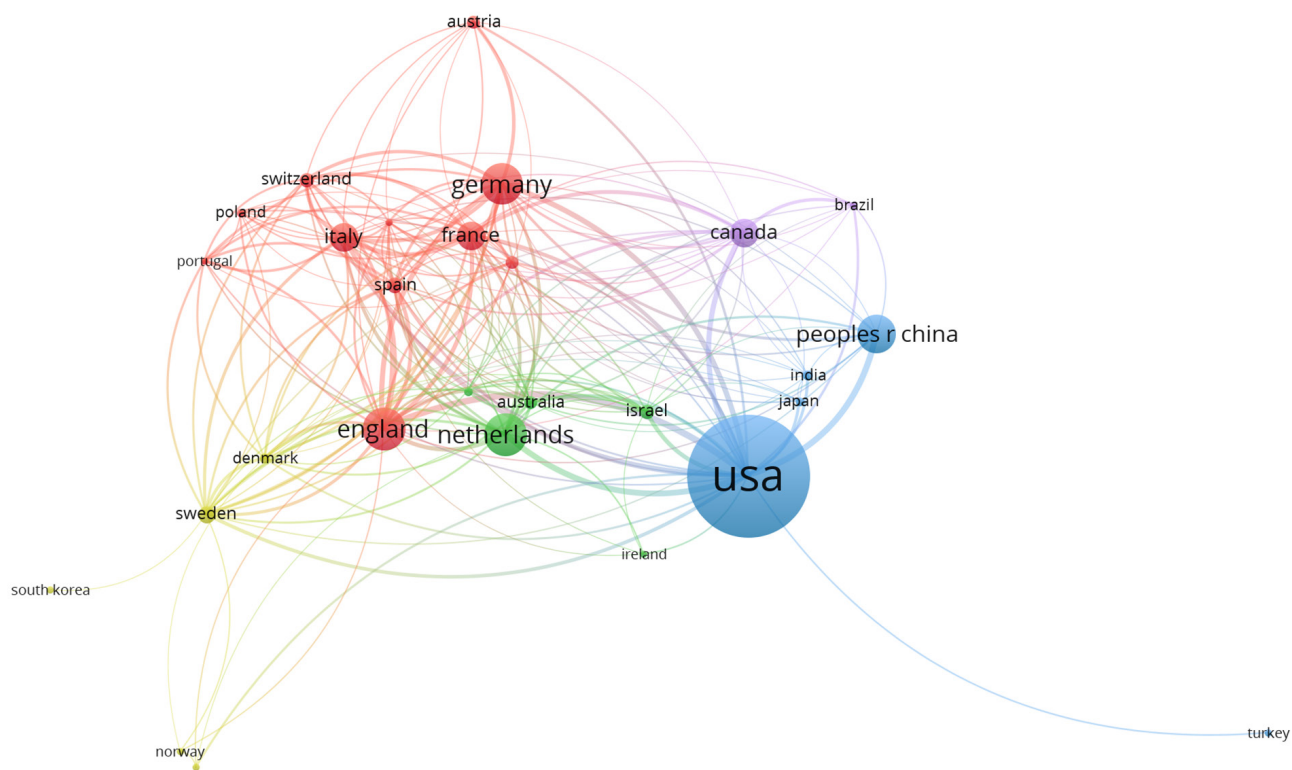 austria
switzerland
germany
poland
brazil
italy
france
canada
portugal
spain
peoples r china
india
australia
japan
israel
england
netherlands
denmark
usa
sweden
ireland
south korea
turkey
norway